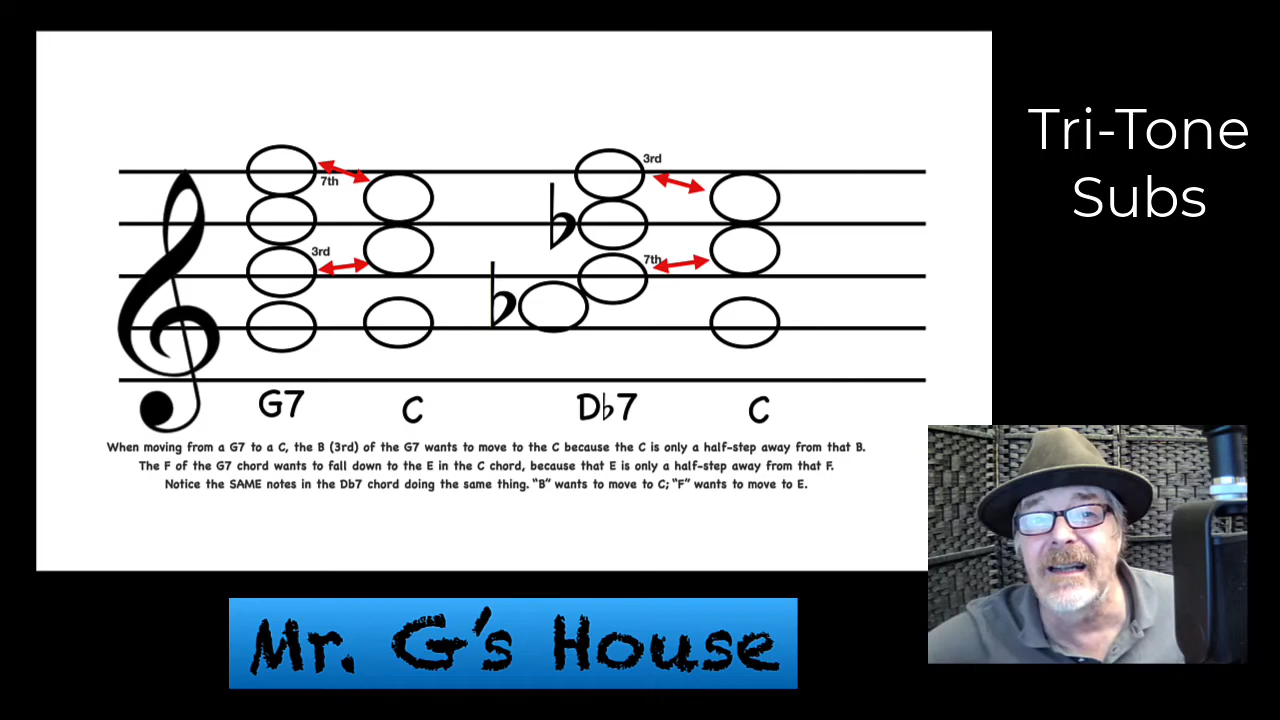 Tri-Tone
Subs
3rd
7th
3rd
7th
G7
C
D♭7
C
When moving from a G7 to a C, the B (3rd) of the G7 wants to move to the C because the C is only a half-step away from that B.
The F of the G7 chord wants to fall down to the E in the C chord, because that E is only a half-step away from that F.
Notice the SAME notes in the Db7 chord doing the same thing. "B" wants to move to C; "F" wants to move to E.
Mr. G's House